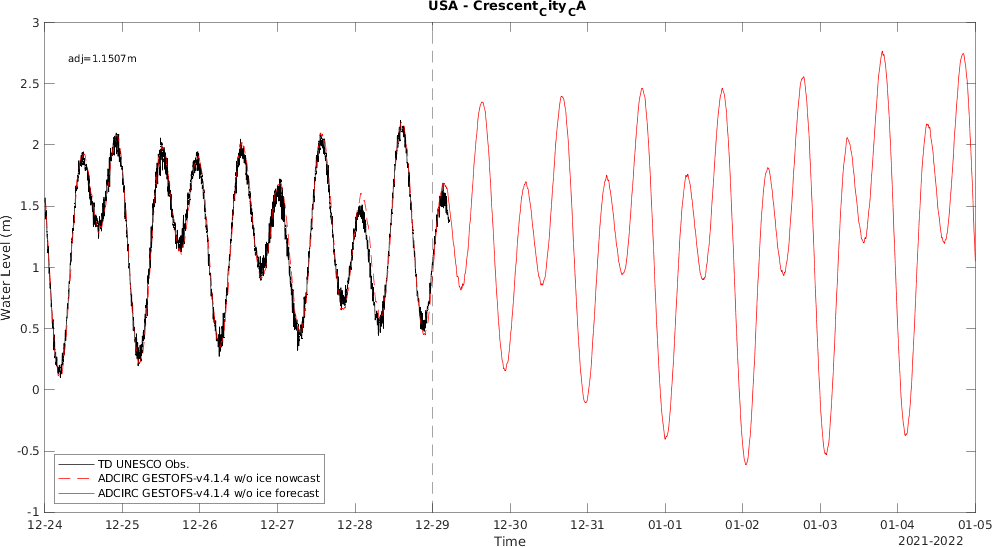 USA - Crescent_City_CA
adj=1.1507m
3
2.5
2
1.5
1
0.5
0
-0.5
-1
Water Level (m)
TD UNESCO Obs.
ADCIRC GESTOFS-v4.1.4 w/o ice nowcast
ADCIRC GESTOFS-v4.1.4 w/o ice forecast
12-24 12-25 12-26 12-27 12-28 12-29 12-30 12-31 01-01 01-02 01-03 01-04 01-05
Time
2021-2022